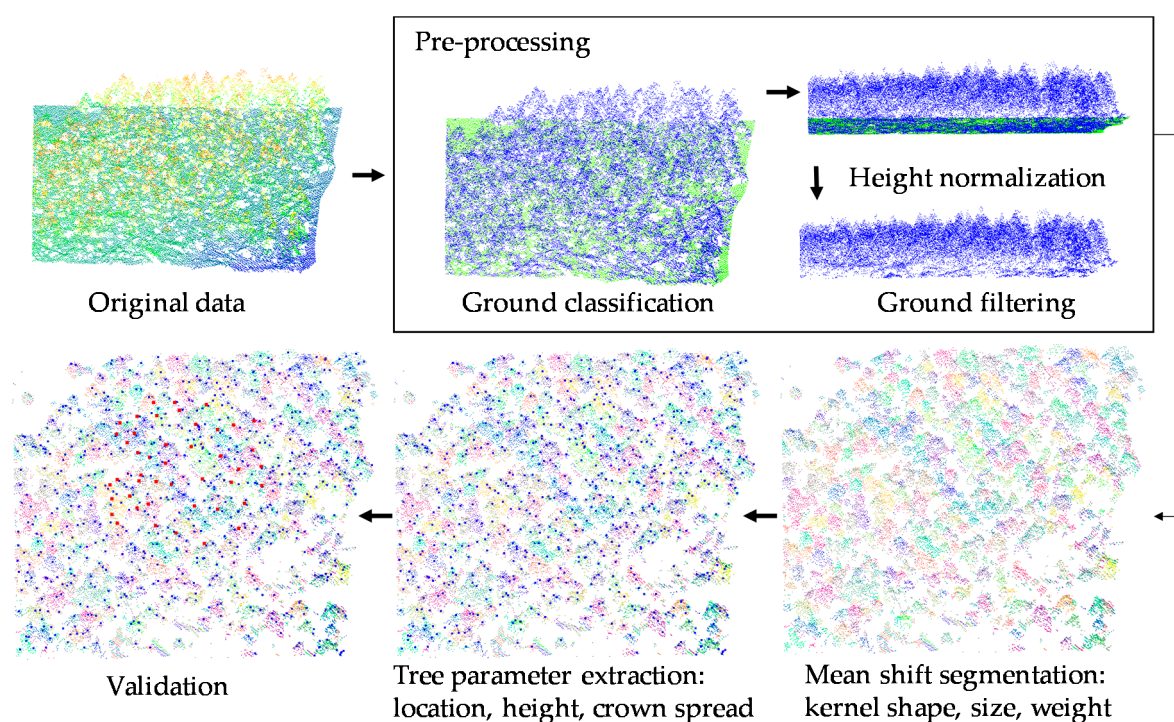 Pre-processing
Height normalization
Original data
Ground classification
Ground filtering
Validation
Tree parameter extraction:
location, height, crown spread
Mean shift segmentation:
kernel shape, size, weight